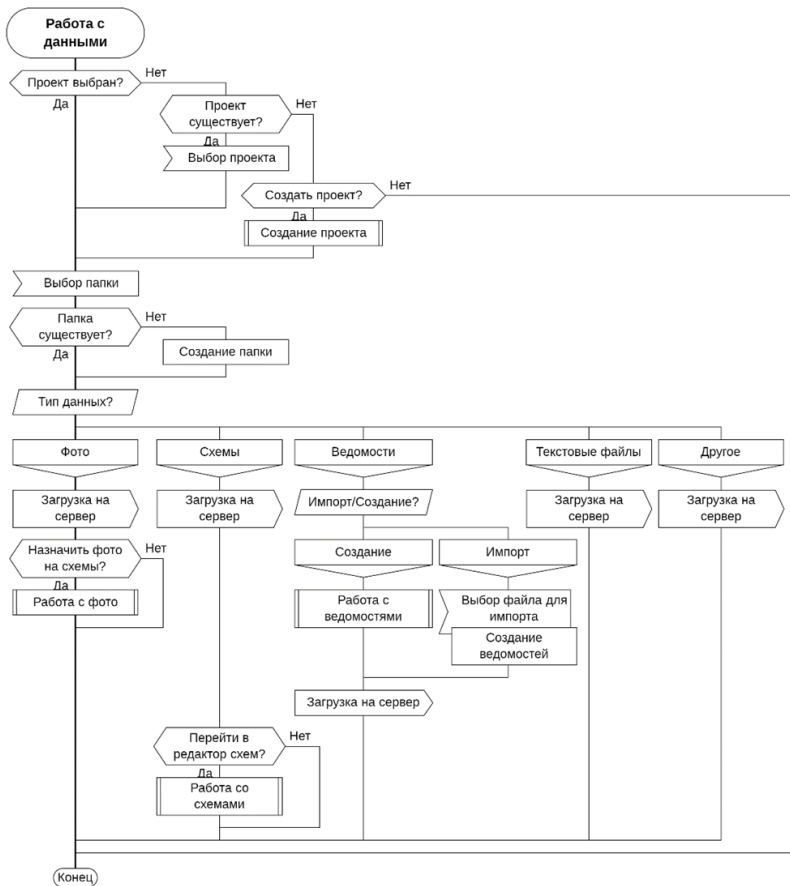 Работа с
данными
Проект выбран?
Нет
Да
Проект
существует?
Нет
Да
Выбор проекта
Создать проект?
Нет
Да
Создание проекта
Выбор папки
Папка
существует?
Нет
Да
Создание папки
Тип данных?
Фото
Схемы
Ведомости
Текстовые файлы
Другое
Загрузка на
сервер
Загрузка на
сервер
Импорт/Создание?
Загрузка на
сервер
Загрузка на
сервер
Назначить фото
на схемы?
Нет
Да
Работа с фото
Создание
Импорт
Работа с
ведомостями
Выбор файла для
импорта
Создание
ведомостей
Загрузка на сервер
Перейти в
редактор схем?
Нет
Да
Работа со
схемами
Конец